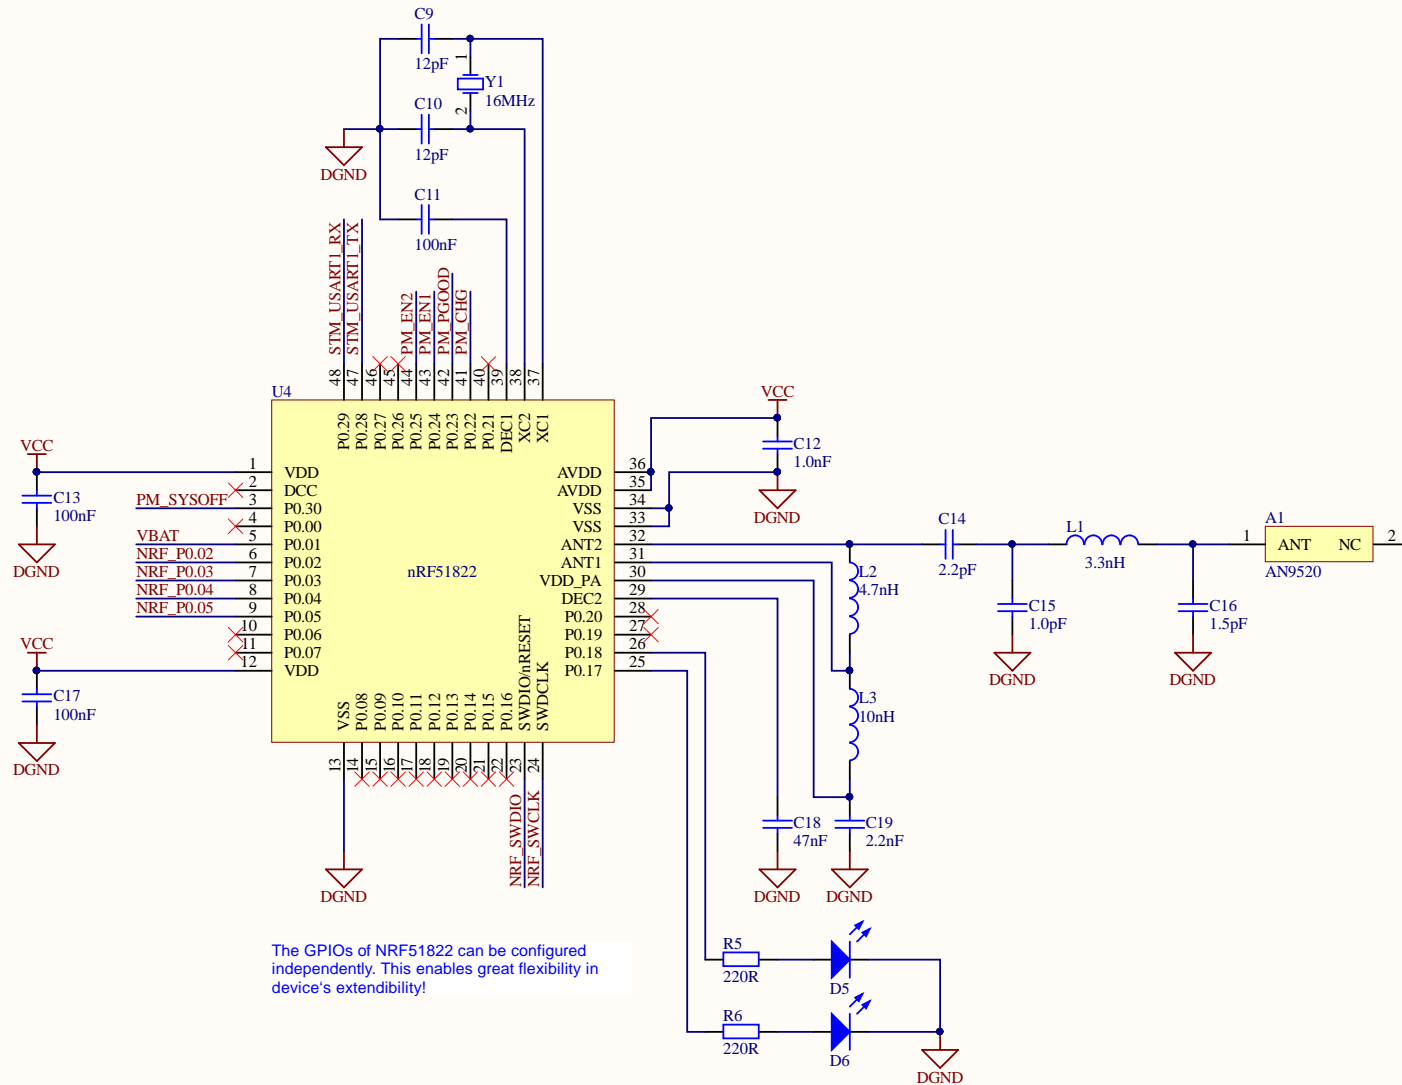 C9
12pF
1
Y1
16MHz
2
C10
12pF
DGND
C11
100nF
STM_USART1_RX
STM_USART1_TX
PM_EN2
PM_EN1
PM_PGOOD
PM_CHG
48
47
46
45
44
43
42
41
40
39
38
37
U4
P0.29
P0.28
P0.27
P0.26
P0.25
P0.24
P0.23
P0.22
P0.21
DEC1
XC2
XC1
VCC
C12
1.0nF
DGND
VCC
C13
100nF
DGND
PM_SYSOFF
VBAT
NRF_P0.02
NRF_P0.03
NRF_P0.04
NRF_P0.05
VCC
C17
100nF
DGND
1 VDD
2 DCC
3 P0.30
4 P0.00
5 P0.01
6 P0.02
7 P0.03
8 P0.04
9 P0.05
10 P0.06
11 P0.07
12 VDD
nRF51822
AVDD 36
AVDD 35
VSS 34
VSS 33
ANT2 32
ANT1 31
VDD_PA 30
DEC2 29
P0.20 28
P0.19 27
P0.18 26
P0.17 25
C14
2.2pF
L1
3.3nH
A1
1 ANT NC 2
AN9520
L2
4.7nH
C15
1.0pF
DGND
C16
1.5pF
DGND
L3
10nH
VSS
P0.08
P0.09
P0.10
P0.11
P0.12
P0.13
P0.14
P0.15
P0.16
SWDIO/nRESET
SWDCLK
13
14
15
16
17
18
19
20
21
22
23
24
NRF_SWDIO
NRF_SWCLK
DGND
C18
47nF
DGND
C19
2.2nF
DGND
The GPIOs of NRF51822 can be configured
independently. This enables great flexibility in
device's extendibility!
R5
220R
D5
R6
220R
D6
DGND